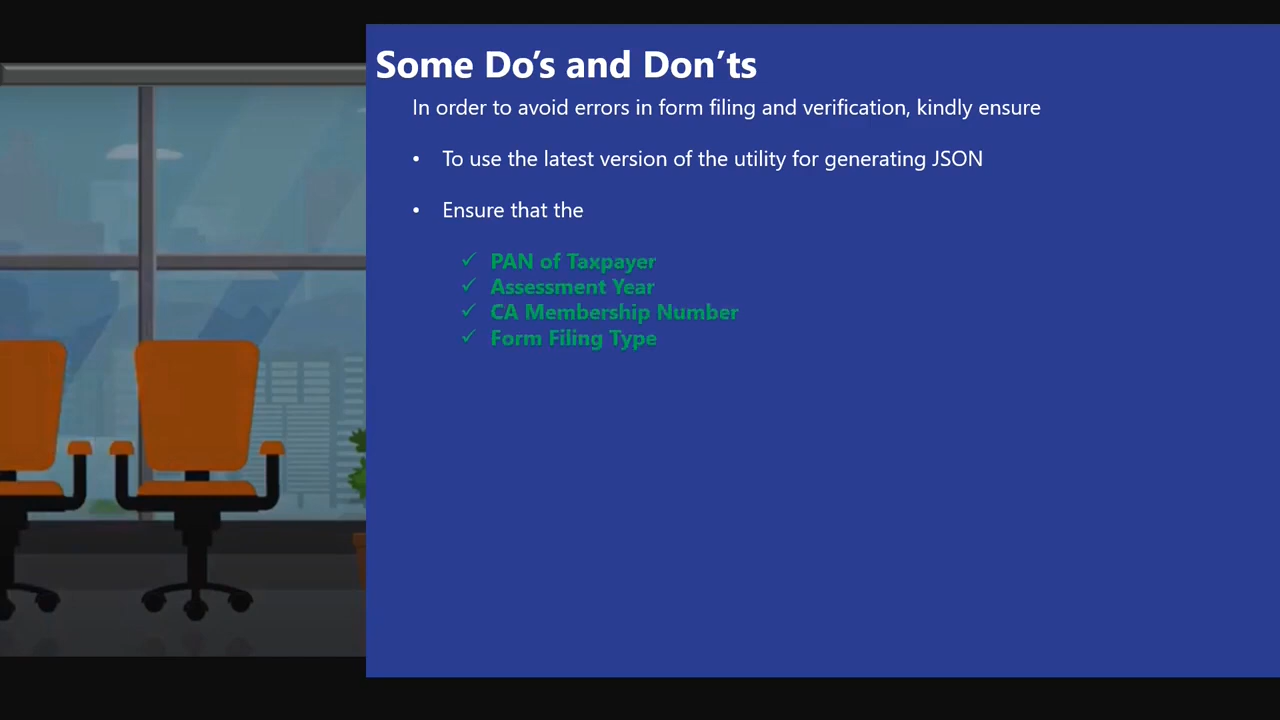 Some Do’s and Don’ts
In order to avoid errors in form filing and verification, kindly ensure
• To use the latest version of the utility for generating JSON
• Ensure that the
✓ PAN of Taxpayer
✓ Assessment Year
✓ CA Membership Number
✓ Form Filing Type